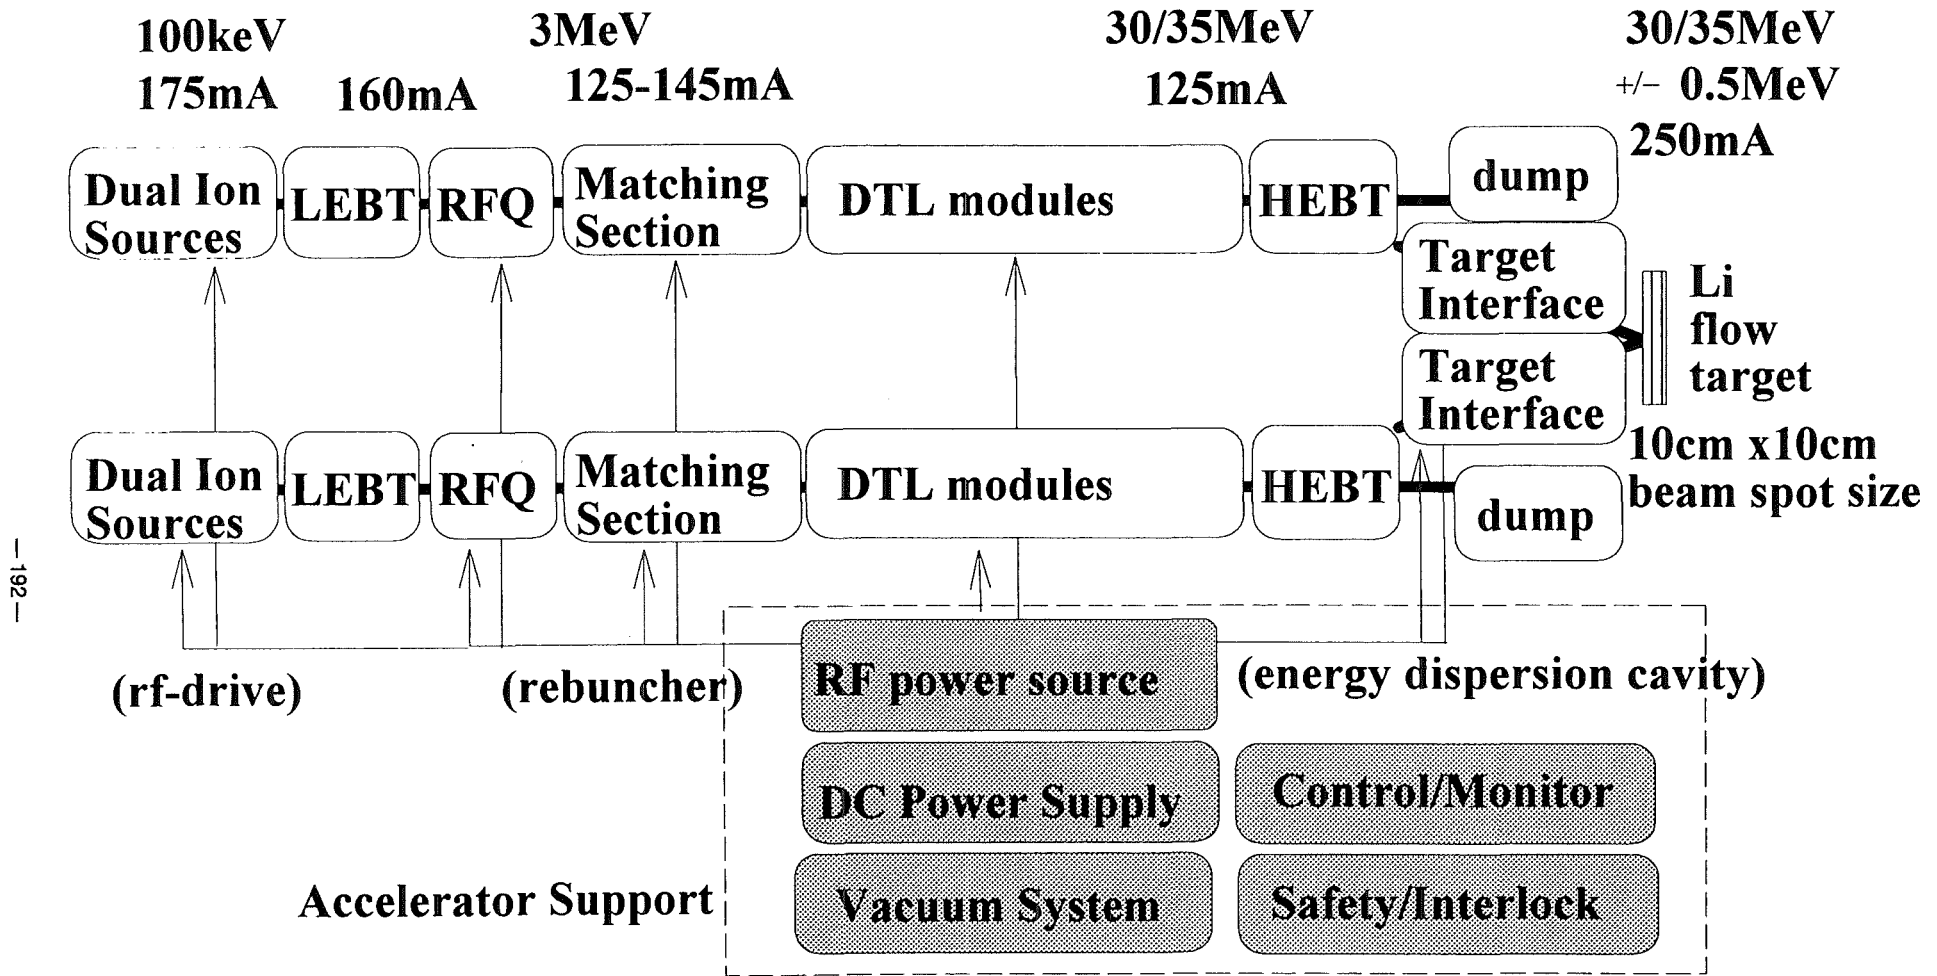 100keV
175mA
160mA
3MeV
125-145mA
30/35MeV
125mA
30/35MeV
+/- 0.5MeV
250mA
Dual Ion
Sources
LEBT
RFQ
Matching
Section
DTL modules
HEBT
dump
Target
Interface
Li
flow
target
Target
Interface
10cm x10cm
beam spot size
Dual Ion
Sources
LEBT
RFQ
Matching
Section
DTL modules
HEBT
dump
(rf-drive)
(rebuncher)
RF power source
(energy dispersion cavity)
DC Power Supply
Control/Monitor
Accelerator Support
Vacuum System
Safety/Interlock
—192—